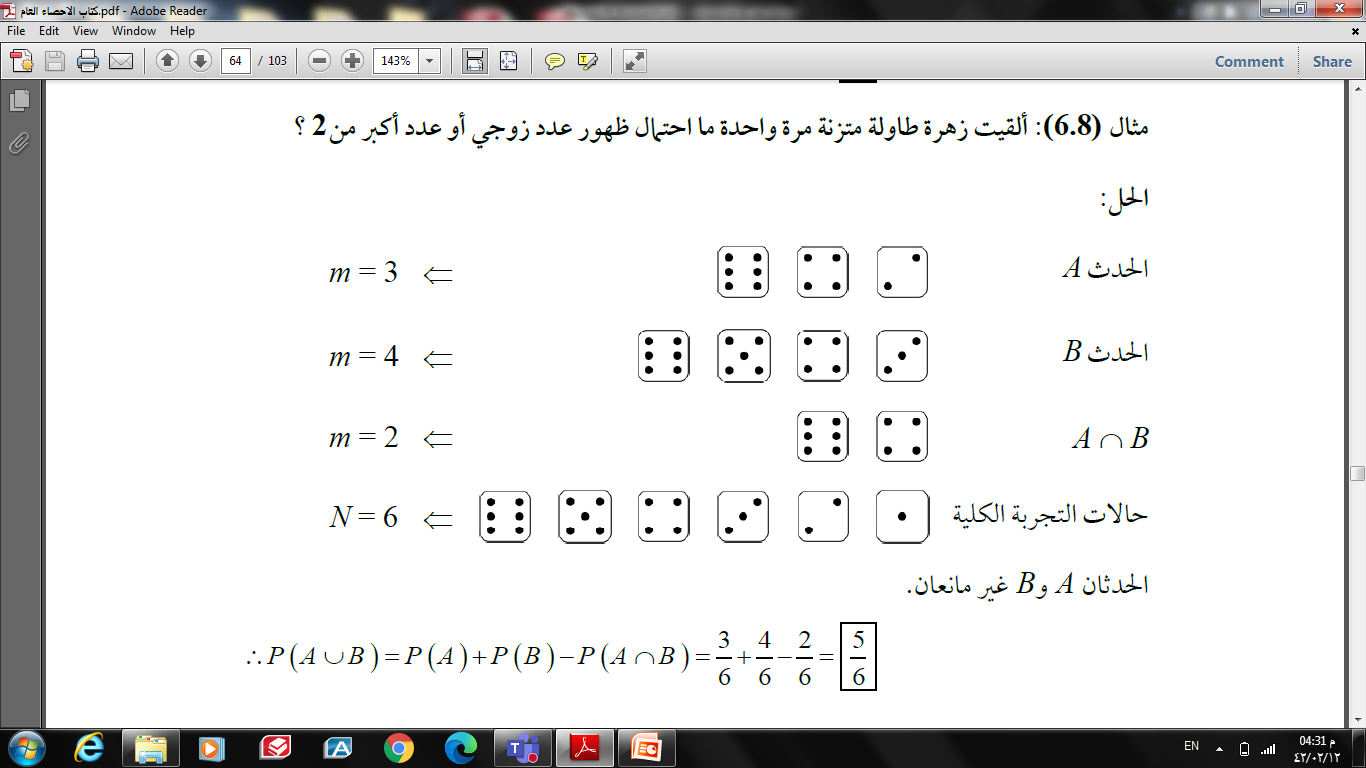 كتاب الاحصاء العام.pdf - Adobe Reader
File Edit View Window Help
64 / 103 143% Comment Share
مثال (6.8): ألقيت زهرة طاولة متزنة مرة واحدة ما احتمال ظهور عدد زوجي أو عدد أكبر من 2 ؟
الحل:
الحدث A ⇐ m = 3
الحدث B ⇐ m = 4
A ∩ B ⇐ m = 2
حالات التجربة الكلية ⇐ N = 6
الحدثان A و B غير مانعان.
∴ P(A ∪ B) = P(A) + P(B) − P(A ∩ B) = 3/6 + 4/6 − 2/6 = 5/6
EN
04:31 م
٤٢/٠٢/١٢